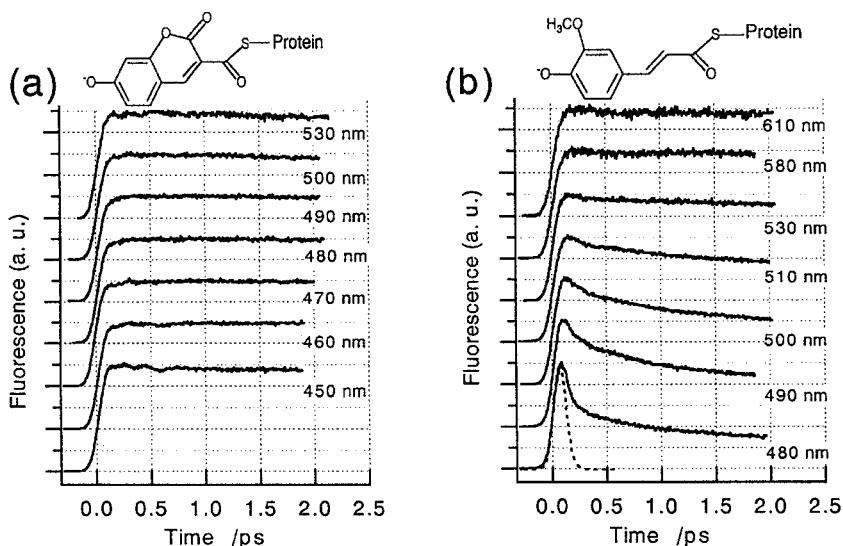 O
O
S—Protein
-O
O
(a)
530 nm
500 nm
490 nm
480 nm
470 nm
460 nm
450 nm
Fluorescence (a. u.)
0.0 0.5 1.0 1.5 2.0 2.5
Time /ps
H3CO
S—Protein
-O
O
(b)
610 nm
580 nm
530 nm
510 nm
500 nm
490 nm
480 nm
Fluorescence (a. u.)
0.0 0.5 1.0 1.5 2.0 2.5
Time /ps